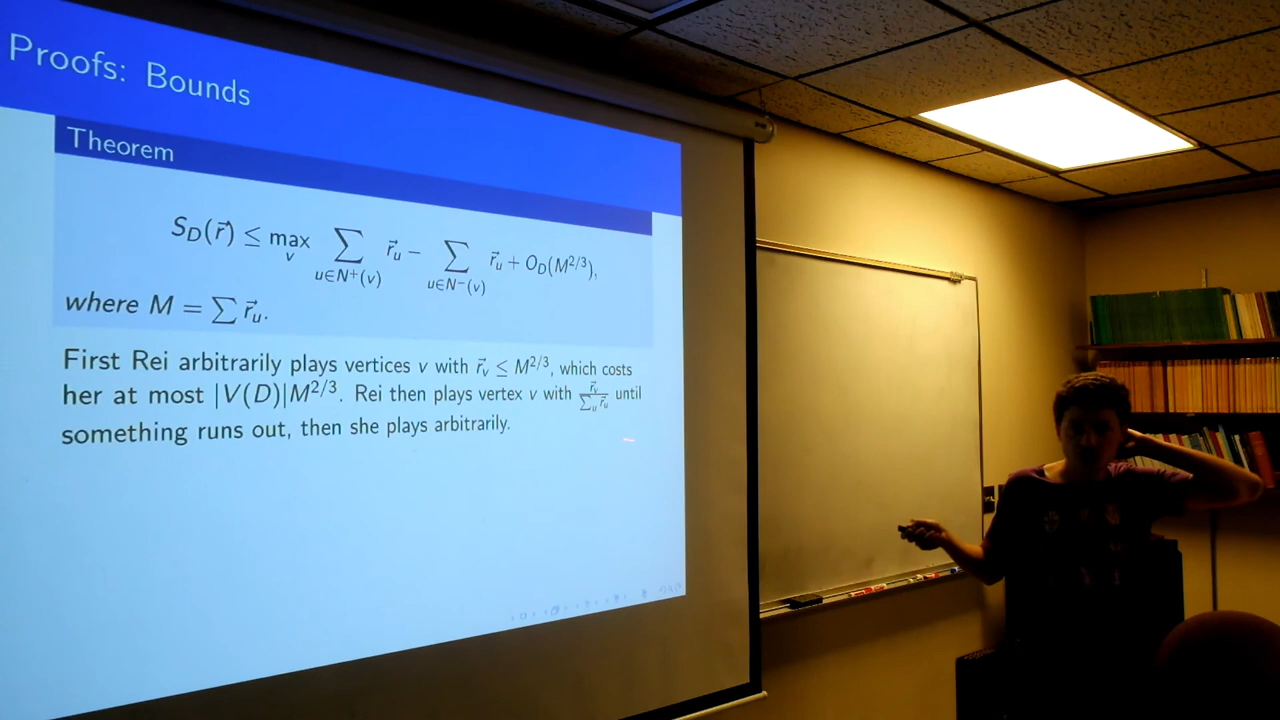 Proofs: Bounds
Theorem
S_D(r⃗) ≤ max_v ∑_{u∈N⁺(v)} r⃗_u − ∑_{u∈N⁻(v)} r⃗_u + O_D(M^{2/3}),
where M = ∑ r⃗_u.
First Rei arbitrarily plays vertices v with r⃗_v ≤ M^{2/3}, which costs
her at most |V(D)|M^{2/3}. Rei then plays vertex v with r⃗_v / ∑_u r⃗_u until
something runs out, then she plays arbitrarily.